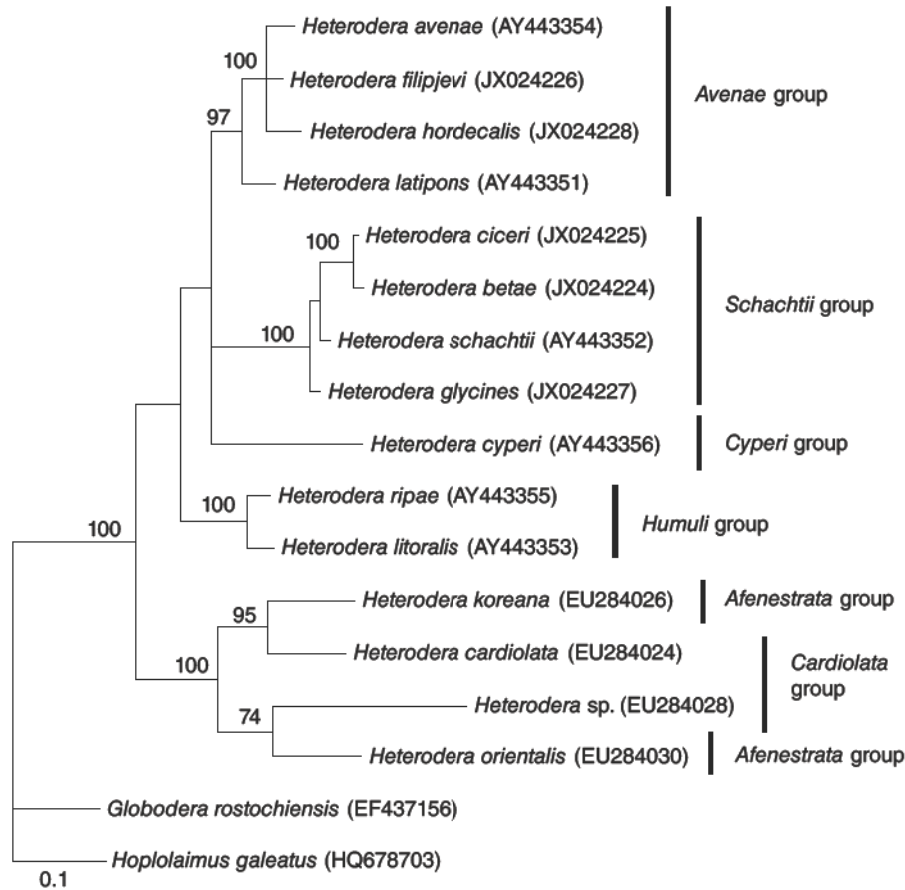 Heterodera avenae (AY443354)
100
Heterodera filipjevi (JX024226)
Avenae group
97
Heterodera hordecalis (JX024228)
Heterodera latipons (AY443351)
100
Heterodera ciceri (JX024225)
Heterodera betae (JX024224)
Schachtii group
100
Heterodera schachtii (AY443352)
Heterodera glycines (JX024227)
Heterodera cyperi (AY443356)
Cyperi group
100
Heterodera ripae (AY443355)
Humuli group
Heterodera litoralis (AY443353)
100
95
Heterodera koreana (EU284026)
Afenestrata group
100
Heterodera cardiolata (EU284024)
Cardiolata
group
74
Heterodera sp. (EU284028)
Heterodera orientalis (EU284030)
Afenestrata group
Globodera rostochiensis (EF437156)
Hoplolaimus galeatus (HQ678703)
0.1